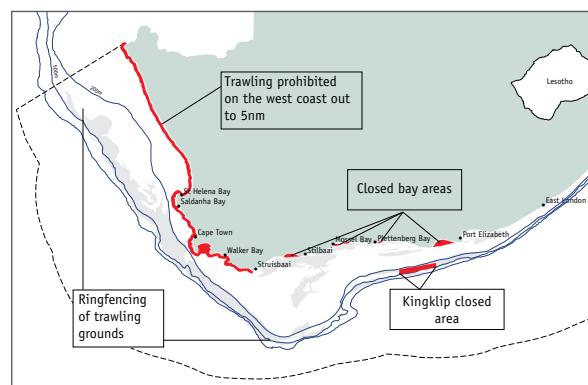 500m
200m
Lesotho
Trawling prohibited
on the west coast out
to 5nm
Closed bay areas
St Helena Bay
Saldanha Bay
East London
Cape Town
Port Elizabeth
Mossel Bay
Plettenberg Bay
Walker Bay
Stilbaai
Struisbaai
Ringfencing
of trawling
grounds
Kingklip closed
area